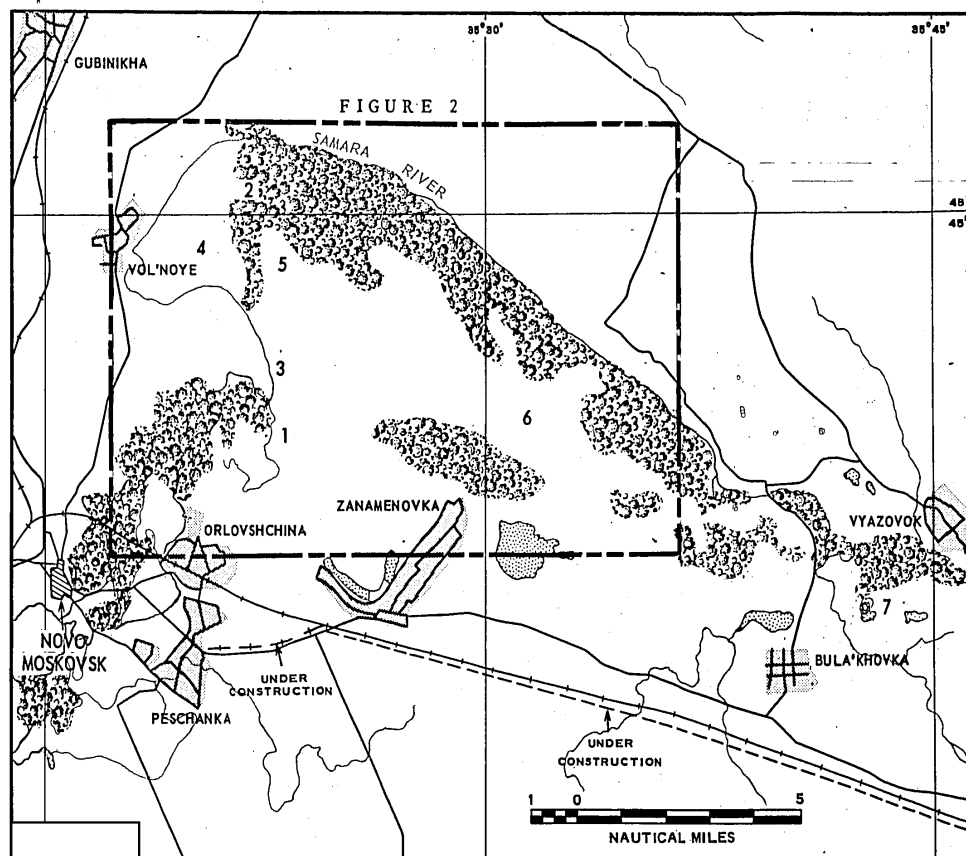 35°30'
35°45'
GUBINIKHA
FIGURE 2
SAMARA RIVER
2
48
45'
4
5
VOL'NOYE
3
1
6
ZANAMENOVKA
ORLOVSHCHINA
VYAZOVOK
7
NOVO
MOSKOVSK
UNDER
CONSTRUCTION
BULA'KHOVKA
PESCHANKA
UNDER
CONSTRUCTION
1 0 5
NAUTICAL MILES